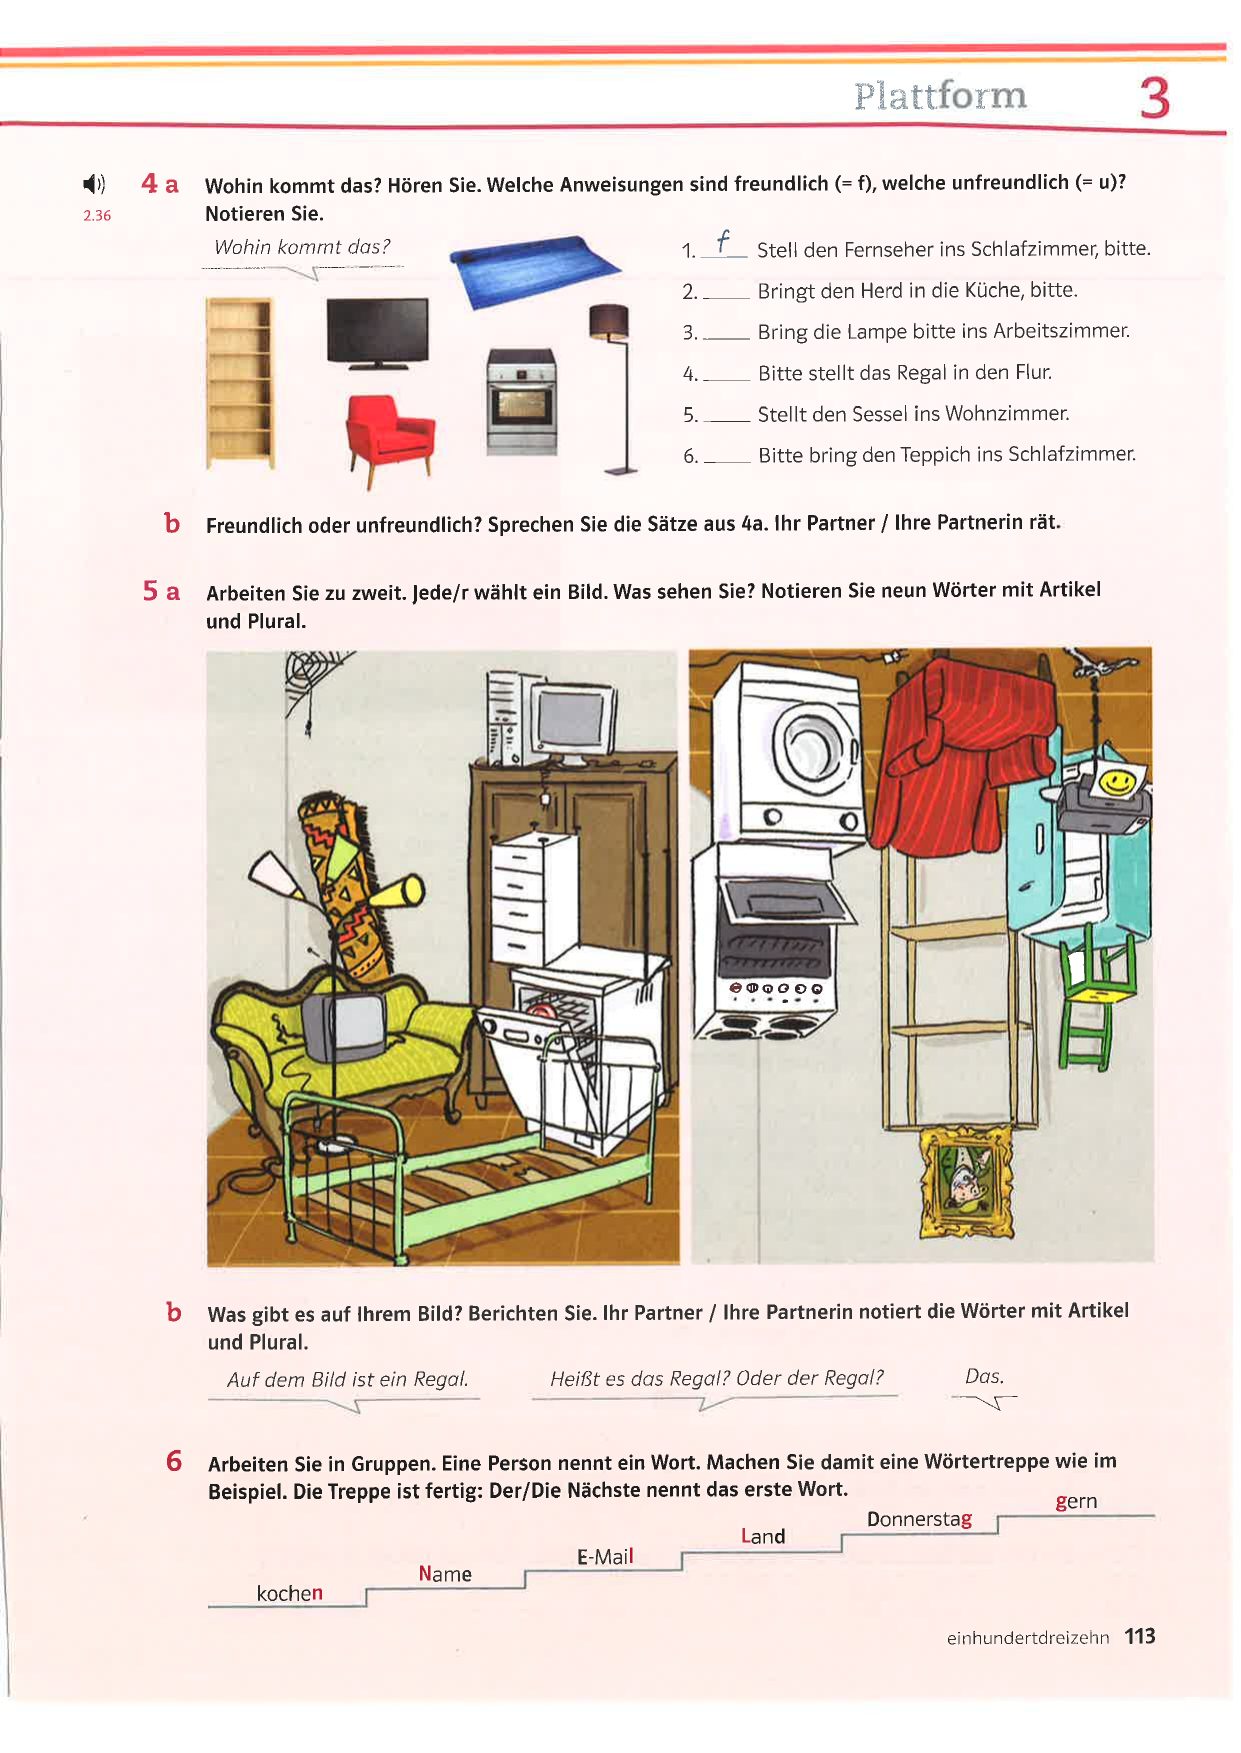 Plattform 3
4 a Wohin kommt das? Hören Sie. Welche Anweisungen sind freundlich (= f), welche unfreundlich (= u)?
2.36 Notieren Sie.
Wohin kommt das?
1. f Stell den Fernseher ins Schlafzimmer, bitte.
2. ____ Bringt den Herd in die Küche, bitte.
3. ____ Bring die Lampe bitte ins Arbeitszimmer.
4. ____ Bitte stellt das Regal in den Flur.
5. ____ Stellt den Sessel ins Wohnzimmer.
6. ____ Bitte bring den Teppich ins Schlafzimmer.
b Freundlich oder unfreundlich? Sprechen Sie die Sätze aus 4a. Ihr Partner / Ihre Partnerin rät.
5 a Arbeiten Sie zu zweit. Jede/r wählt ein Bild. Was sehen Sie? Notieren Sie neun Wörter mit Artikel
und Plural.
b Was gibt es auf Ihrem Bild? Berichten Sie. Ihr Partner / Ihre Partnerin notiert die Wörter mit Artikel
und Plural.
Auf dem Bild ist ein Regal. Heißt es das Regal? Oder der Regal? Das.
6 Arbeiten Sie in Gruppen. Eine Person nennt ein Wort. Machen Sie damit eine Wörtertreppe wie im
Beispiel. Die Treppe ist fertig: Der/Die Nächste nennt das erste Wort.
kochen
Name
E-Mail
Land
Donnerstag
gern
einhundertdreizehn 113